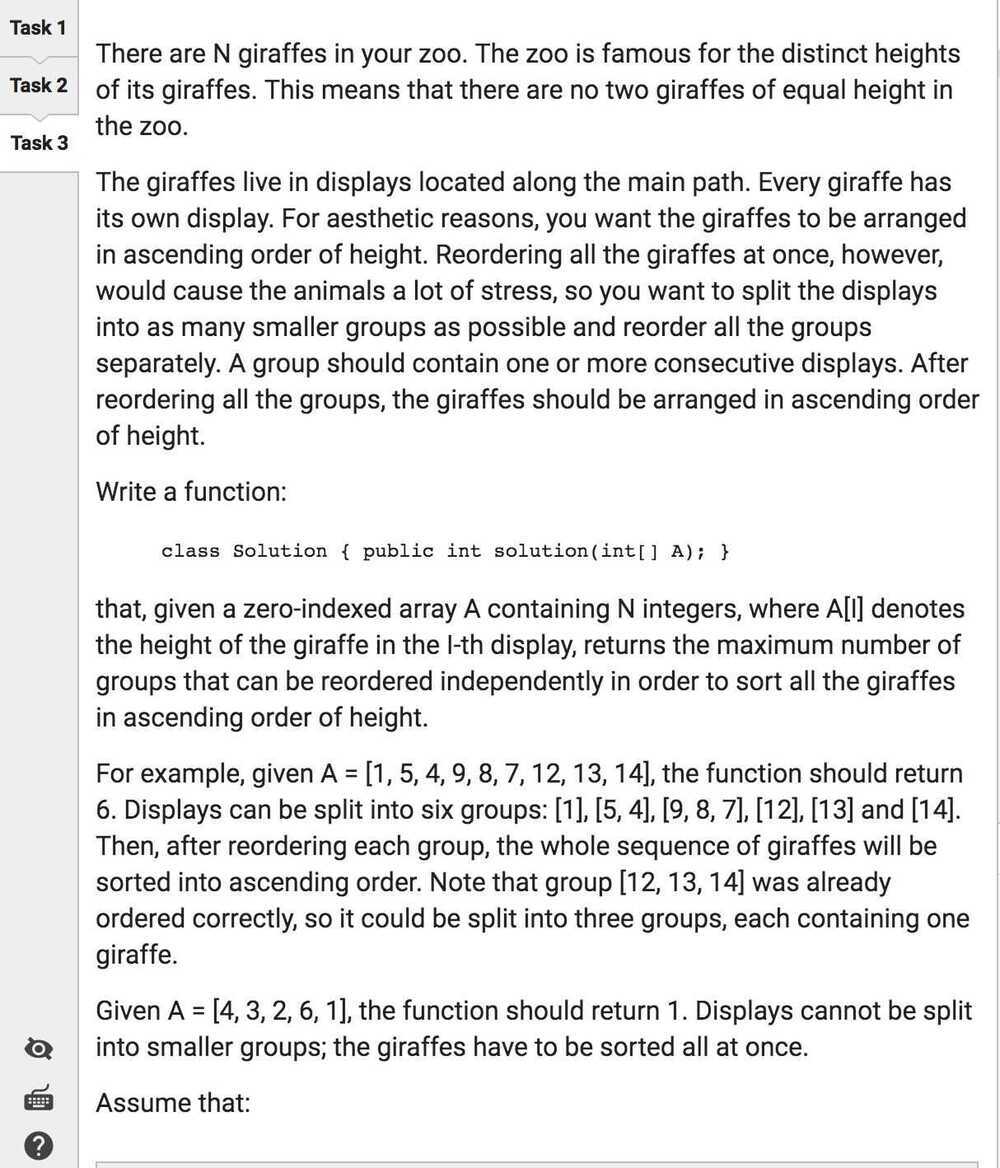 Task 1
Task 2
Task 3
There are N giraffes in your zoo. The zoo is famous for the distinct heights
of its giraffes. This means that there are no two giraffes of equal height in
the zoo.
The giraffes live in displays located along the main path. Every giraffe has
its own display. For aesthetic reasons, you want the giraffes to be arranged
in ascending order of height. Reordering all the giraffes at once, however,
would cause the animals a lot of stress, so you want to split the displays
into as many smaller groups as possible and reorder all the groups
separately. A group should contain one or more consecutive displays. After
reordering all the groups, the giraffes should be arranged in ascending order
of height.
Write a function:
class Solution { public int solution(int[] A); }
that, given a zero-indexed array A containing N integers, where A[I] denotes
the height of the giraffe in the I-th display, returns the maximum number of
groups that can be reordered independently in order to sort all the giraffes
in ascending order of height.
For example, given A = [1, 5, 4, 9, 8, 7, 12, 13, 14], the function should return
6. Displays can be split into six groups: [1], [5, 4], [9, 8, 7], [12], [13] and [14].
Then, after reordering each group, the whole sequence of giraffes will be
sorted into ascending order. Note that group [12, 13, 14] was already
ordered correctly, so it could be split into three groups, each containing one
giraffe.
Given A = [4, 3, 2, 6, 1], the function should return 1. Displays cannot be split
into smaller groups; the giraffes have to be sorted all at once.
Assume that:
?